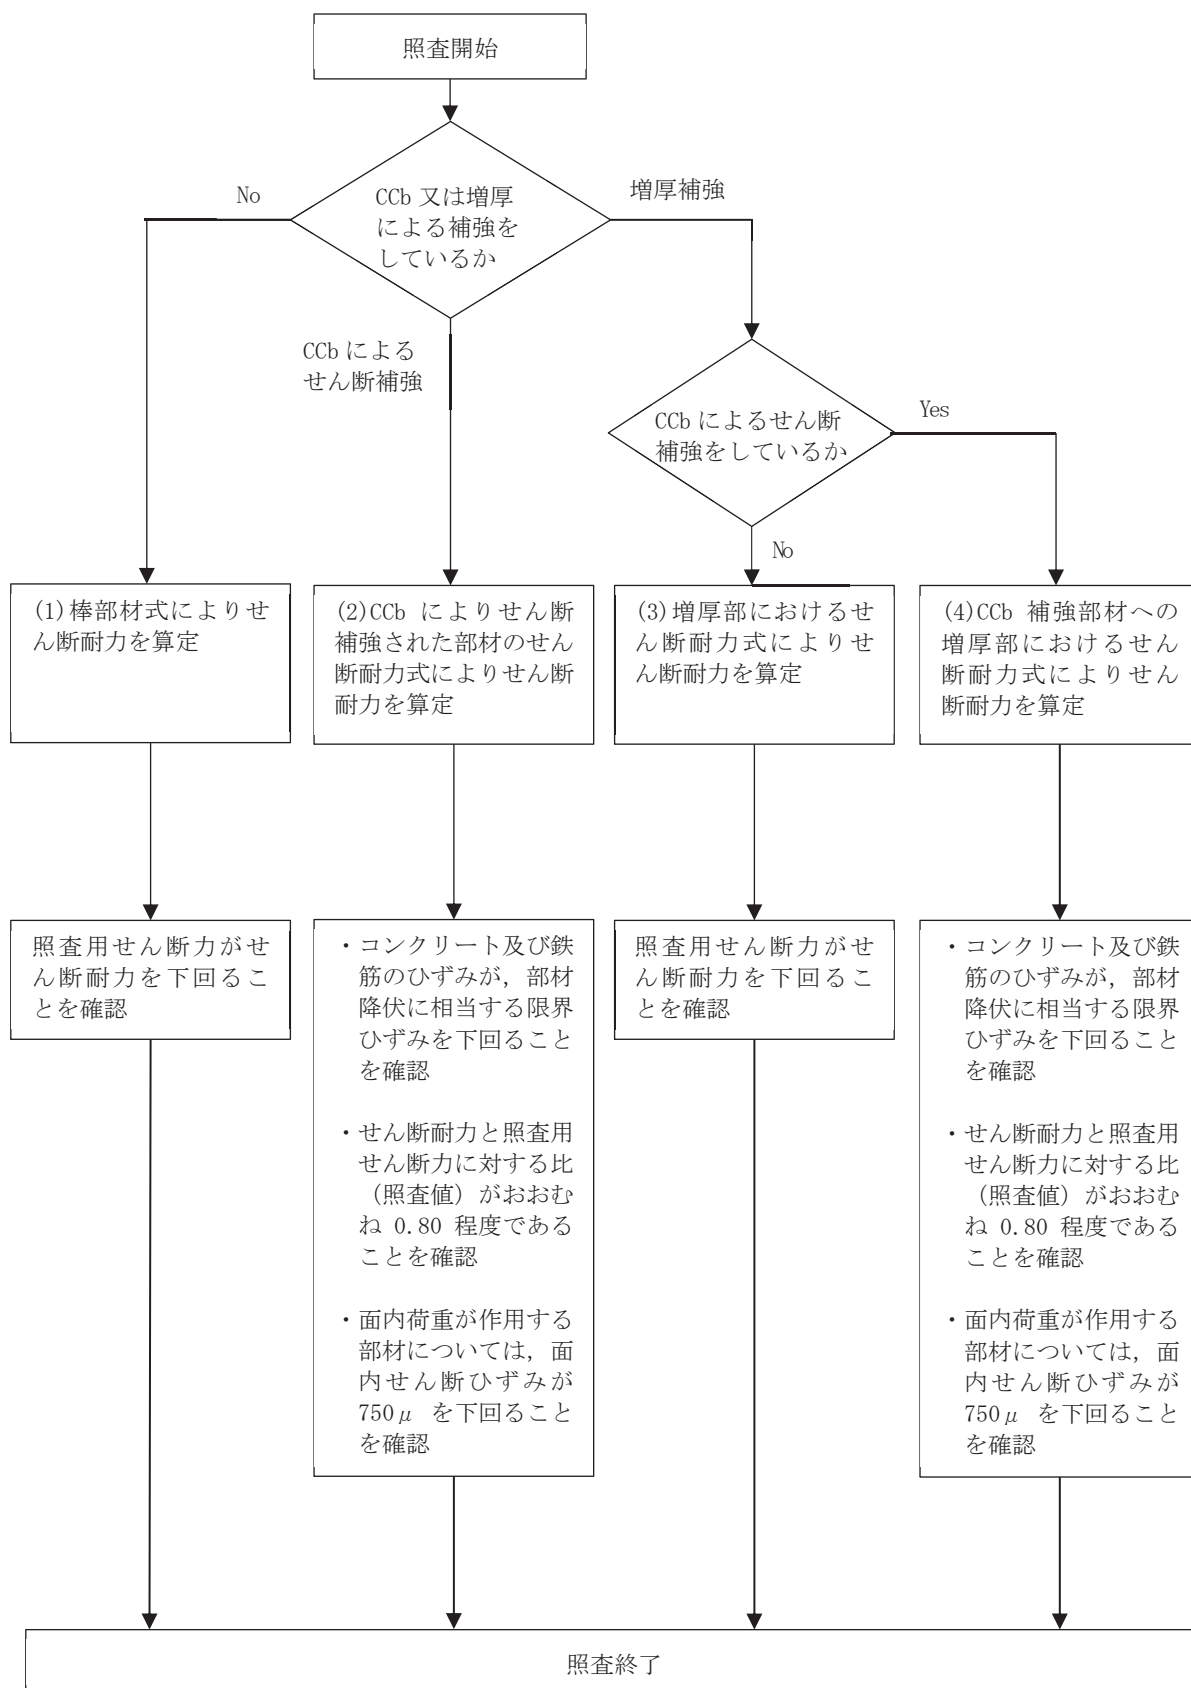 照査開始
No
CCb 又は増厚
による補強を
しているか
増厚補強
CCb による
せん断補強
CCb によるせん断
補強をしているか
Yes
No
(1)棒部材式によりせ
ん断耐力を算定
(2)CCb によりせん断
補強された部材のせん
断耐力式によりせん断
耐力を算定
(3)増厚部におけるせ
ん断耐力式によりせ
ん断耐力を算定
(4)CCb 補強部材への
増厚部におけるせん
断耐力式によりせん
断耐力を算定
照査用せん断力がせ
ん断耐力を下回るこ
とを確認
・コンクリート及び鉄
筋のひずみが，部材
降伏に相当する限界
ひずみを下回ること
を確認
・せん断耐力と照査用
せん断力に対する比
（照査値）がおおむ
ね 0.80 程度である
ことを確認
・面内荷重が作用する
部材については，面
内せん断ひずみが
750μ を下回ること
を確認
照査用せん断力がせ
ん断耐力を下回るこ
とを確認
・コンクリート及び鉄
筋のひずみが，部材
降伏に相当する限界
ひずみを下回ること
を確認
・せん断耐力と照査用
せん断力に対する比
（照査値）がおおむ
ね 0.80 程度である
ことを確認
・面内荷重が作用する
部材については，面
内せん断ひずみが
750μ を下回ること
を確認
照査終了